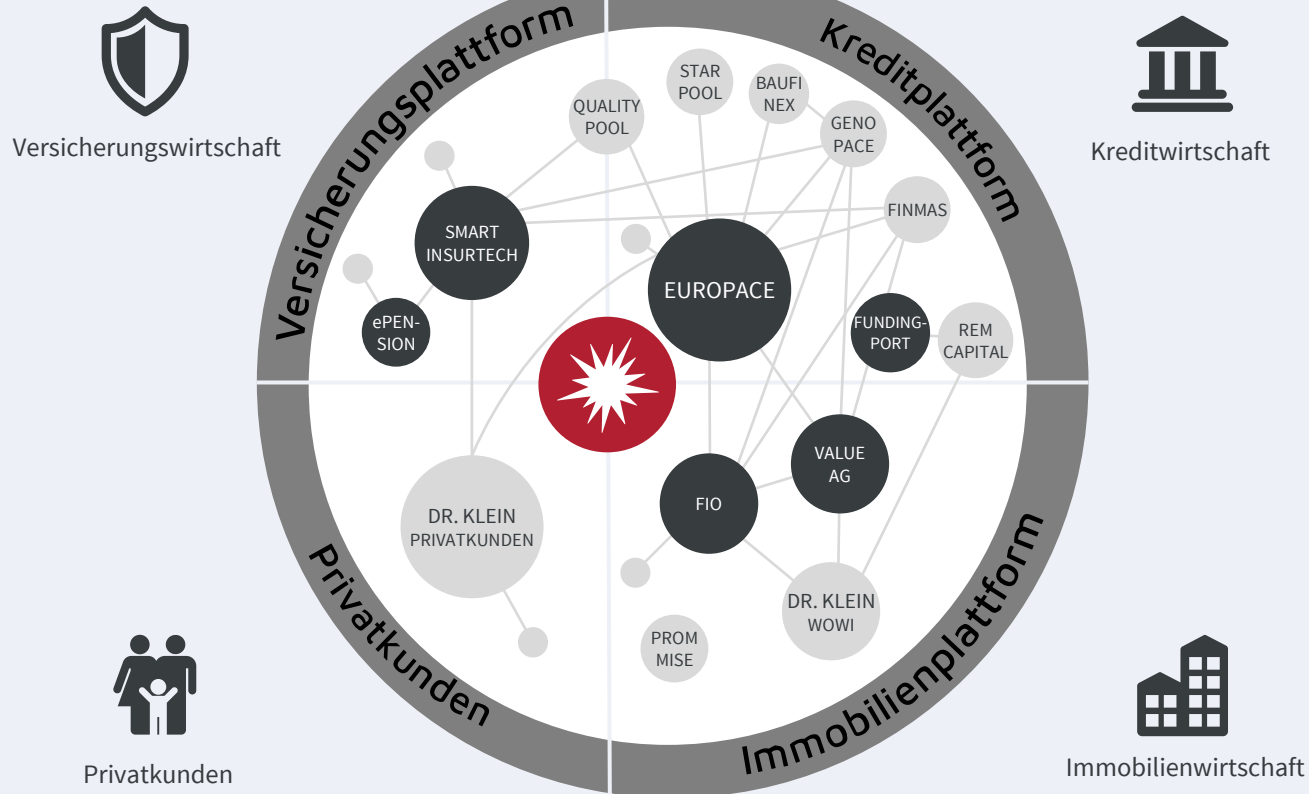 Versicherungsplattform
Kreditplattform
Versicherungswirtschaft
Kreditwirtschaft
QUALITY
POOL
STAR
POOL
BAUFI
NEX
GENO
PACE
FINMAS
SMART
INSURTECH
EUROPACE
ePEN-
SION
FUNDING-
PORT
REM
CAPITAL
VALUE
AG
FIO
DR. KLEIN
PRIVATKUNDEN
DR. KLEIN
WOWI
PROM
MISE
Privatkunden
Immobilienplattform
Privatkunden
Immobilienwirtschaft